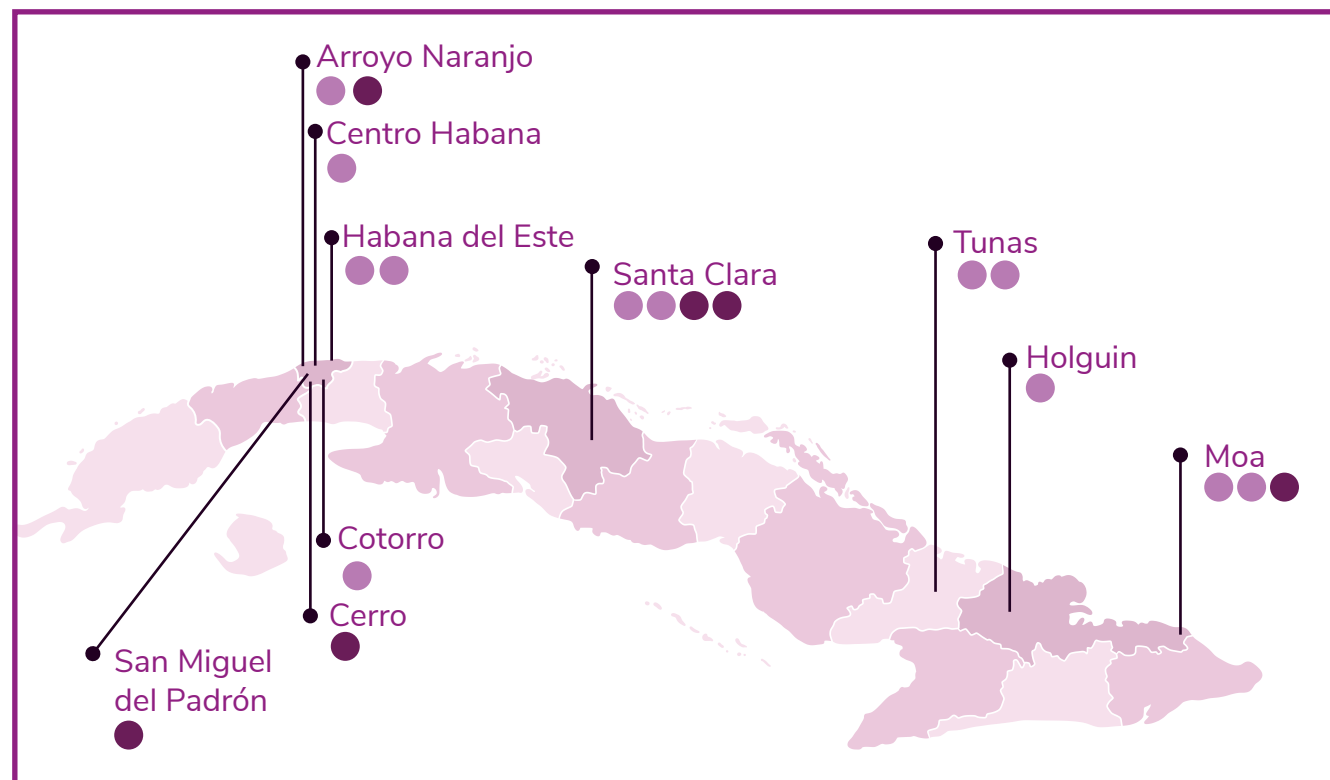 Arroyo Naranjo
Centro Habana
Habana del Este
Santa Clara
Tunas
Holguin
Moa
Cotorro
Cerro
San Miguel
del Padrón